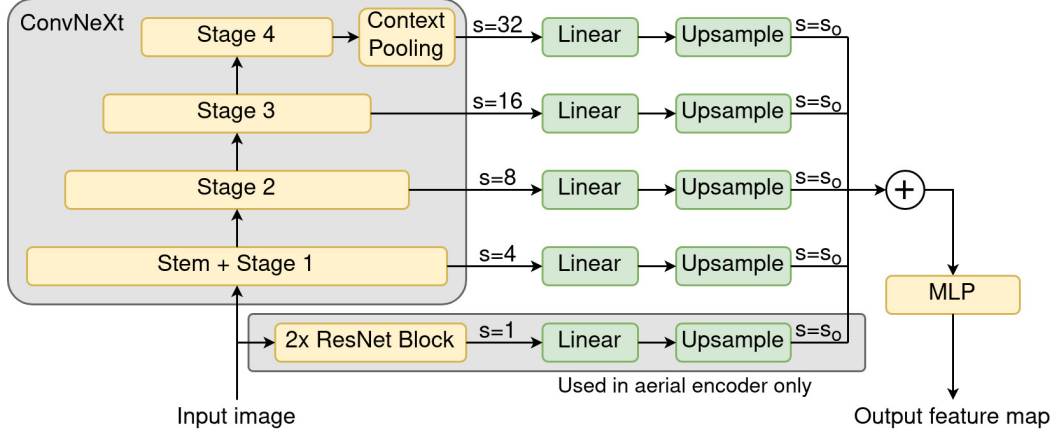 ConvNeXt
Stage 4
Context
Pooling
s=32
Linear
Upsample
s=sₒ
Stage 3
s=16
Linear
Upsample
s=sₒ
Stage 2
s=8
Linear
Upsample
s=sₒ
+
Stem + Stage 1
s=4
Linear
Upsample
s=sₒ
MLP
2x ResNet Block
s=1
Linear
Upsample
s=sₒ
Used in aerial encoder only
Input image
Output feature map